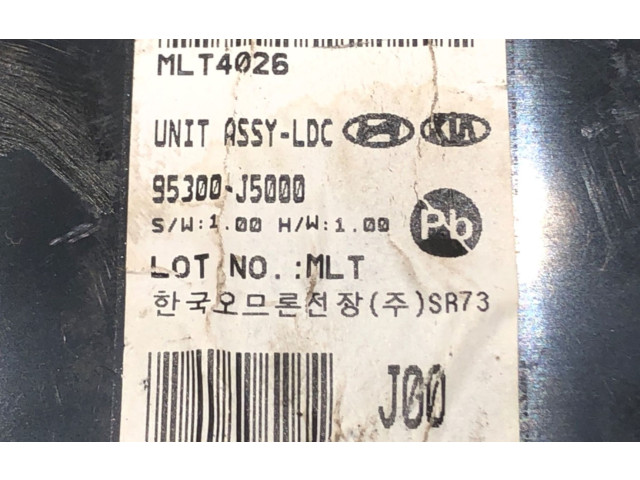 MLT4026
UNIT ASSY-LDC KIA
95300-J5000
S/W:1.00 H/W:1.00 Pb
LOT NO.:MLT
한국오므론전장(주)SR73
J00